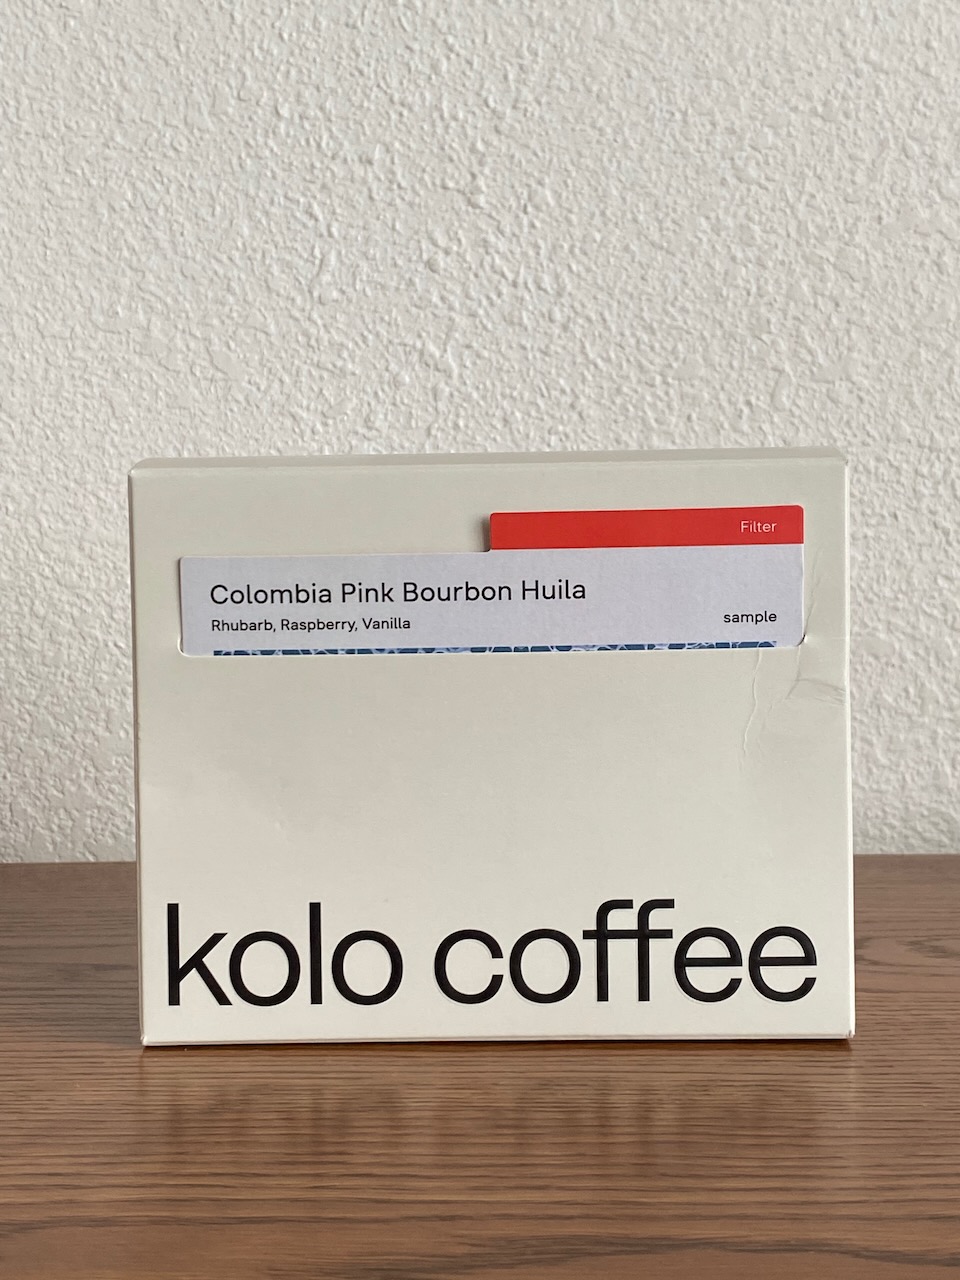 Filter
Colombia Pink Bourbon Huila
Rhubarb, Raspberry, Vanilla
sample
kolo coffee